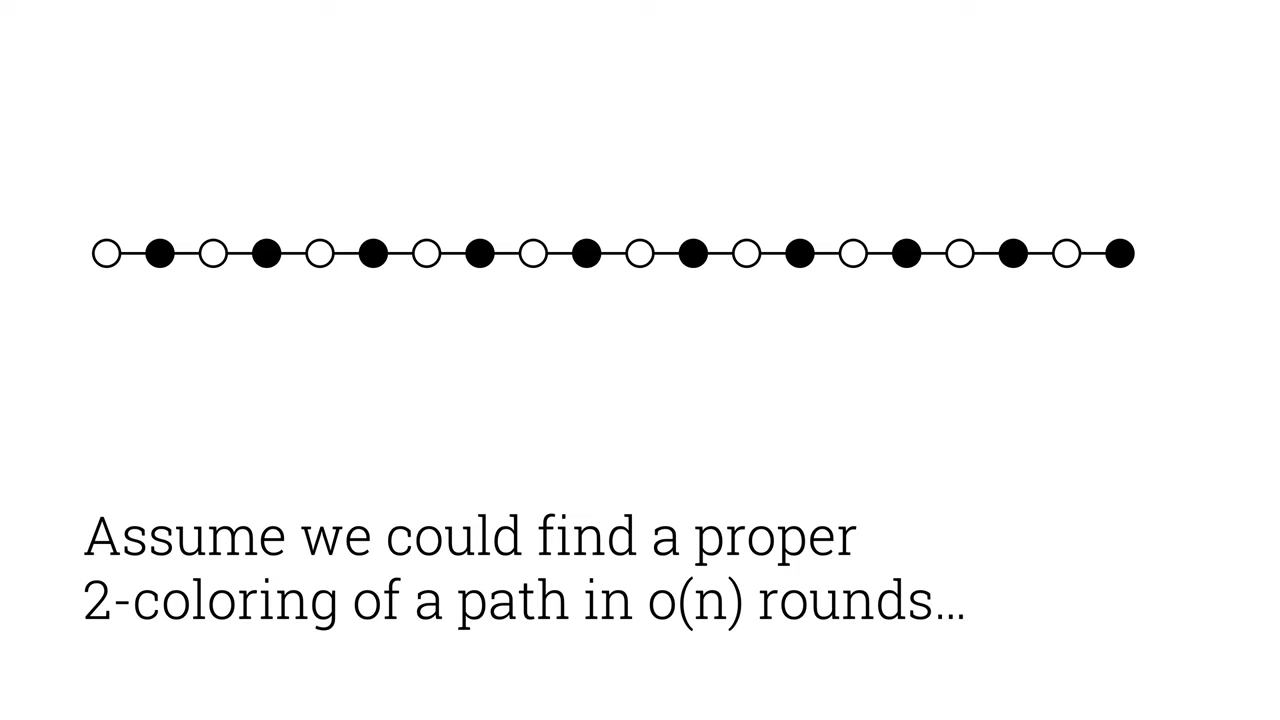 Assume we could find a proper
2-coloring of a path in o(n) rounds…